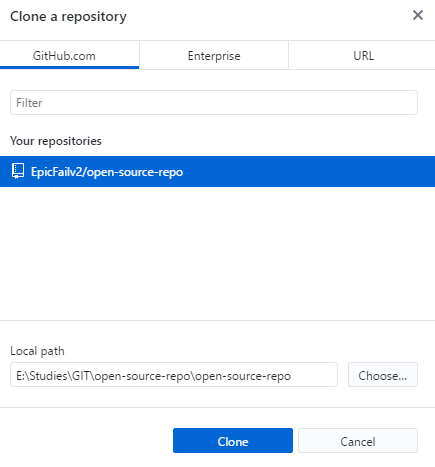 Clone a repository
GitHub.com
Enterprise
URL
Filter
Your repositories
EpicFailv2/open-source-repo
Local path
E:\Studies\GIT\open-source-repo\open-source-repo
Choose...
Clone
Cancel